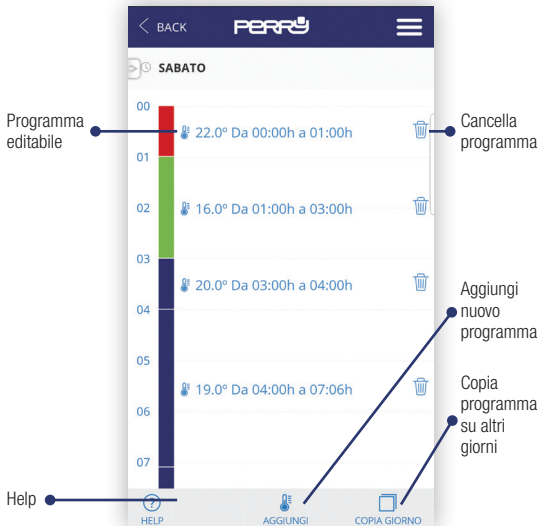 BACK
PERRY
SABATO
00
Programma
editabile
22.0º Da 00:00h a 01:00h
Cancella
programma
01
02
16.0º Da 01:00h a 03:00h
03
20.0º Da 03:00h a 04:00h
Aggiungi
nuovo
programma
04
05
Copia
programma
su altri
giorni
19.0º Da 04:00h a 07:06h
06
07
Help
?
HELP
AGGIUNGI
COPIA GIORNO